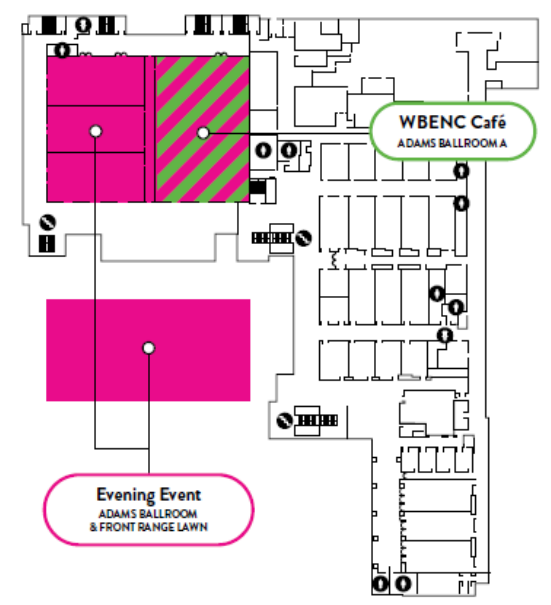 WBENC Café
ADAMS BALLROOM A
Evening Event
ADAMS BALLROOM
& FRONT RANGE LAWN